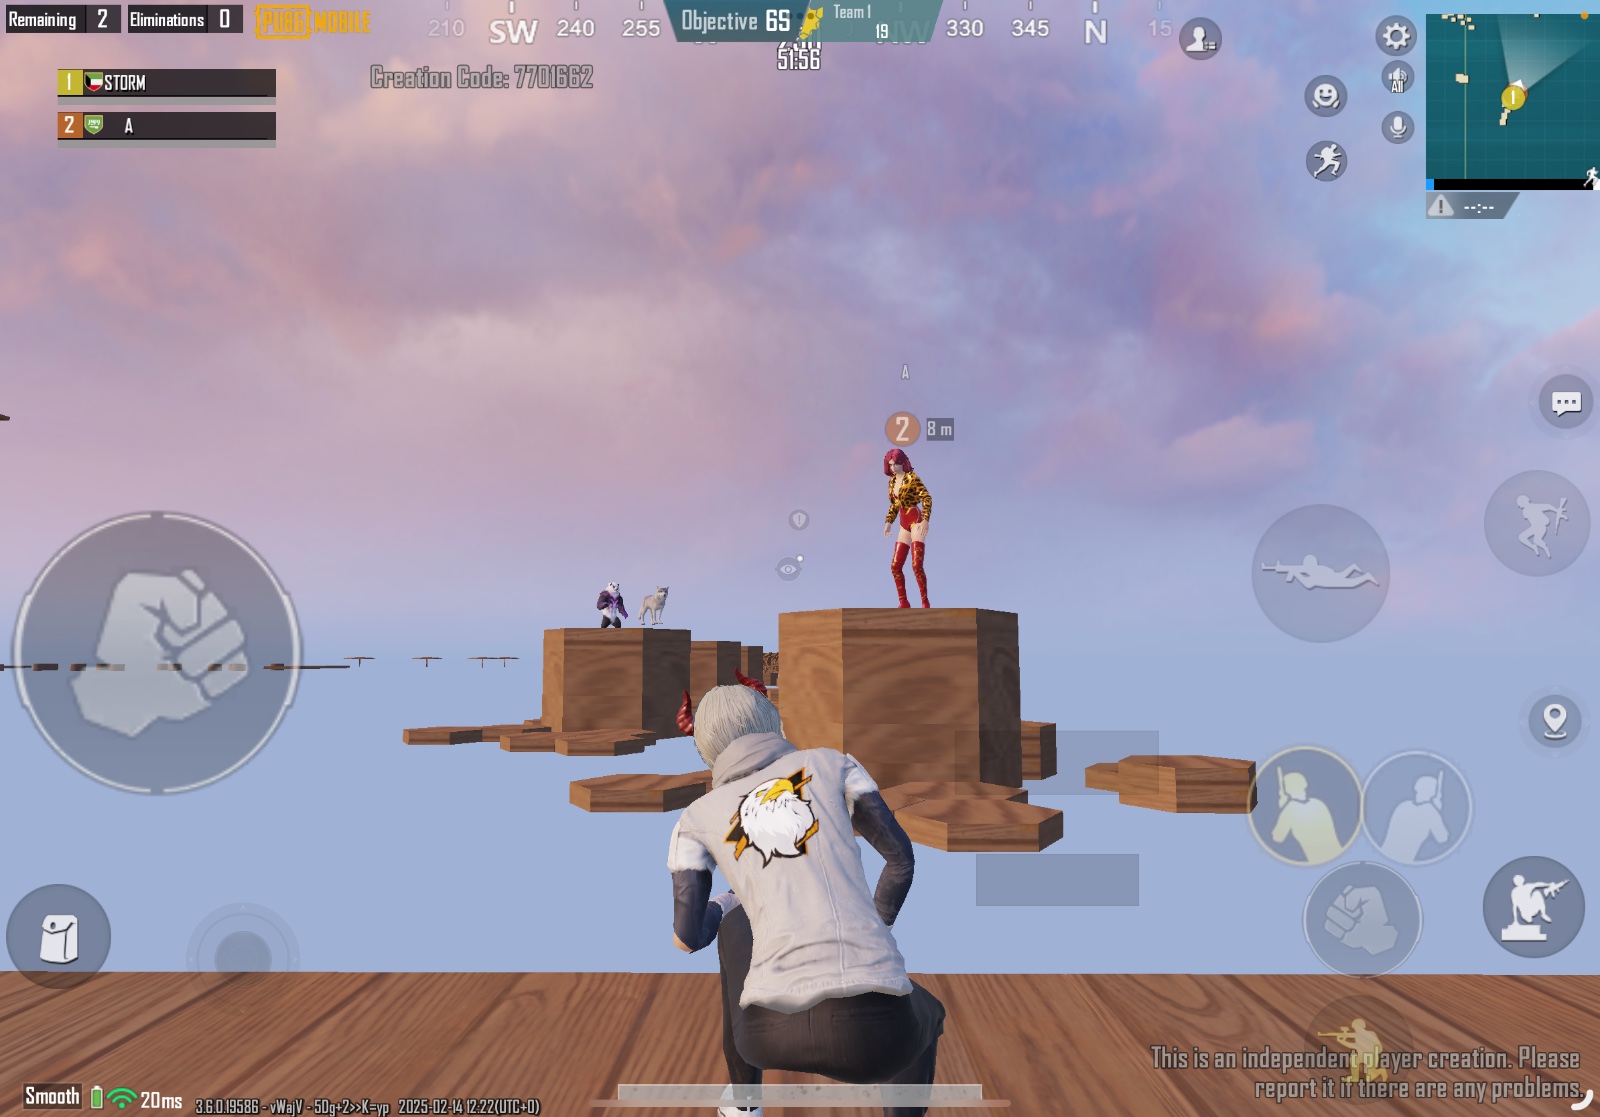 Remaining 2 Eliminations 0 PUBG MOBILE
210 SW 240 255 330 345 N 15
Objective 69 Team 1 19
51:56
Creation Code: 7701662
1 STORM
2 A
All
1
--:--
A
2 8 m
This is an independent player creation. Please
report it if there are any problems.
Smooth 20ms 3.6.0.19586 - vWajV - 5Dg+2>>K=yp 2025-02-14 12:22(UTC+0)